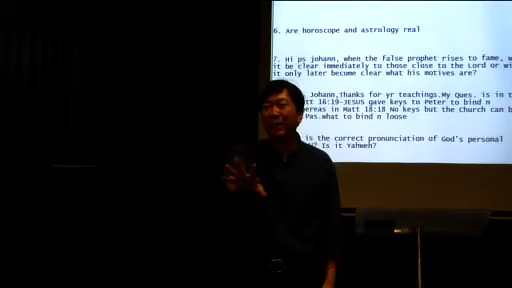 6. Are horoscope and astrology real
7. Hi ps johann, when the false prophet rises to fame, w
it be clear immediately to those close to the Lord or wi
it only later become clear what his motives are?
Johann,Thanks for yr teachings.My Ques. is in t
tt 16:19-JESUS gave keys to Peter to bind n
ereas in Matt 18:18 No keys but the Church can b
Pas.what to bind n loose
is the correct pronunciation of God's personal
? Is it Yahweh?